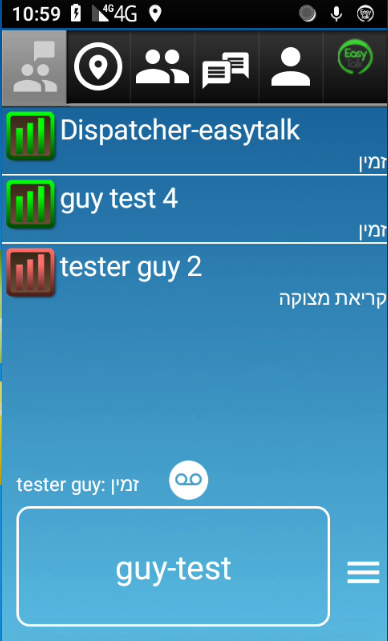 10:59 4G 4G
Easy
Talk
Dispatcher-easytalk
זמין
guy test 4
זמין
tester guy 2
קריאת מצוקה
tester guy: זמין
guy-test